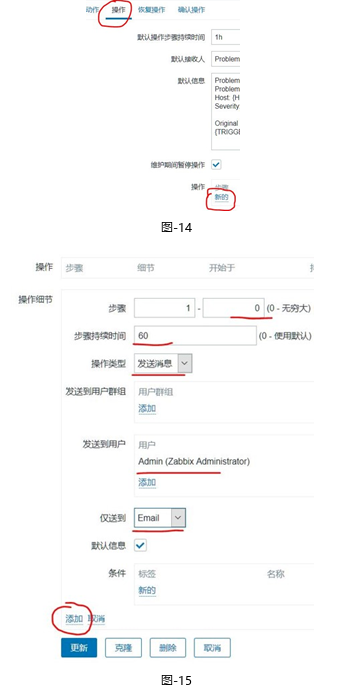 动作 操作 恢复操作 确认操作
默认操作步骤持续时间 1h
默认接收人 Problem
默认信息 Problem
Problem
Host {H
Severity
Original
{TRIGGE
维护期间暂停操作
操作 步骤
新的
图-14
操作 步骤 细节 开始于
操作细节
步骤 1 - 0 (0 - 无穷大)
步骤持续时间 60 (0 - 使用默认)
操作类型 发送消息
发送到用户群组 用户群组
添加
发送到用户 用户
Admin (Zabbix Administrator)
添加
仅送到 Email
默认信息
条件 标签 名称
新的
添加 取消
更新 克隆 删除 取消
图-15